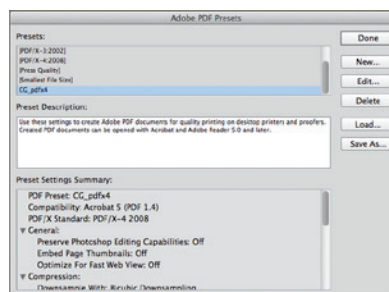 Adobe PDF Presets
Presets:
[PDF/X-3:2002]
[PDF/X-4:2008]
[Press Quality]
[Smallest File Size]
CG_pdfx4
Done
New...
Edit...
Delete
Load...
Save As...
Preset Description:
Use these settings to create Adobe PDF documents for quality printing on desktop printers and proofers.
Created PDF documents can be opened with Acrobat and Adobe Reader 5.0 and later.
Preset Settings Summary:
PDF Preset: CG_pdfx4
Compatibility: Acrobat 5 (PDF 1.4)
PDF/X Standard: PDF/X-4 2008
General:
Preserve Photoshop Editing Capabilities: Off
Embed Page Thumbnails: Off
Optimize For Fast Web View: Off
Compression:
Downsample With: Bicubic Downsampling